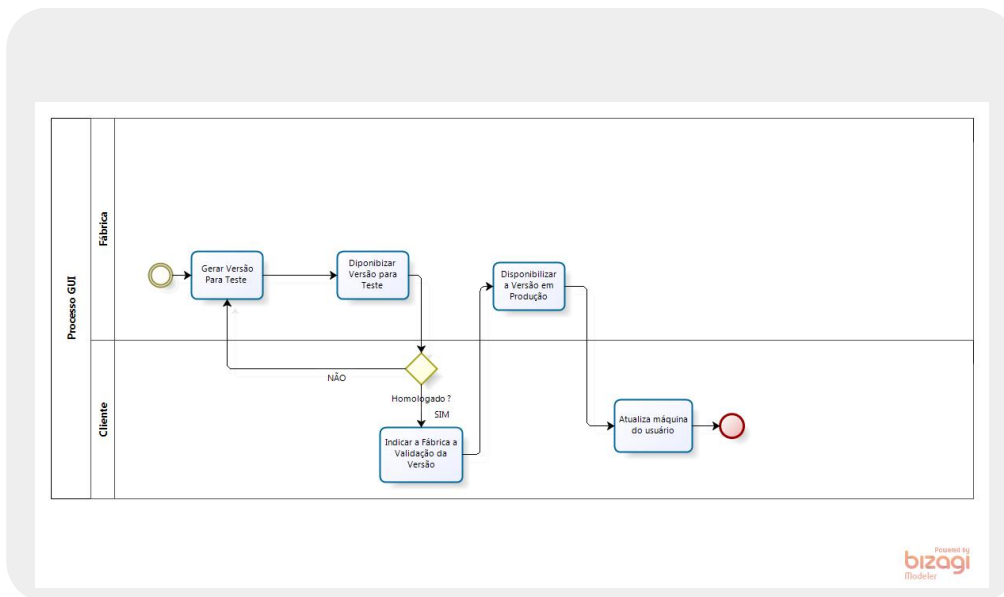 Processo GUI
Fábrica
Gerar Versão
Para Teste
Diponibizar
Versão para
Teste
Disponibilizar
a Versão em
Produção
Cliente
NÃO
Homologado ?
SIM
Indicar a Fábrica a
Validação da
Versão
Atualiza máquina
do usuário
Powered by
bizagi
Modeler